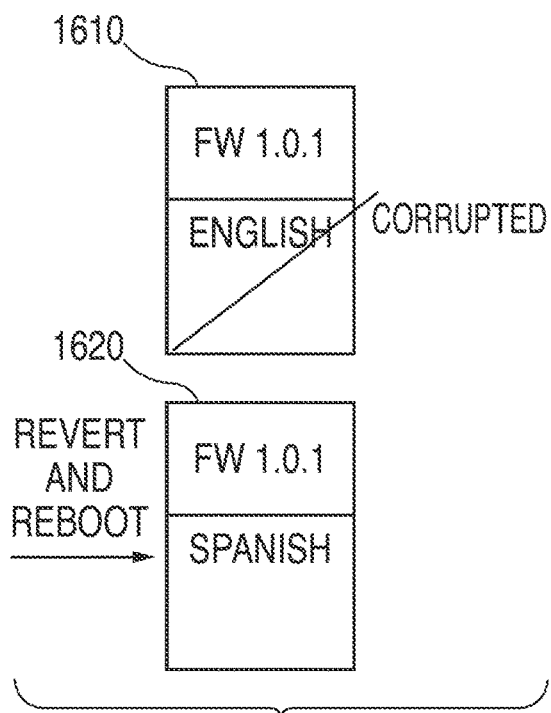 1610
FW 1.0.1
ENGLISH
CORRUPTED
1620
REVERT
AND
REBOOT
FW 1.0.1
SPANISH